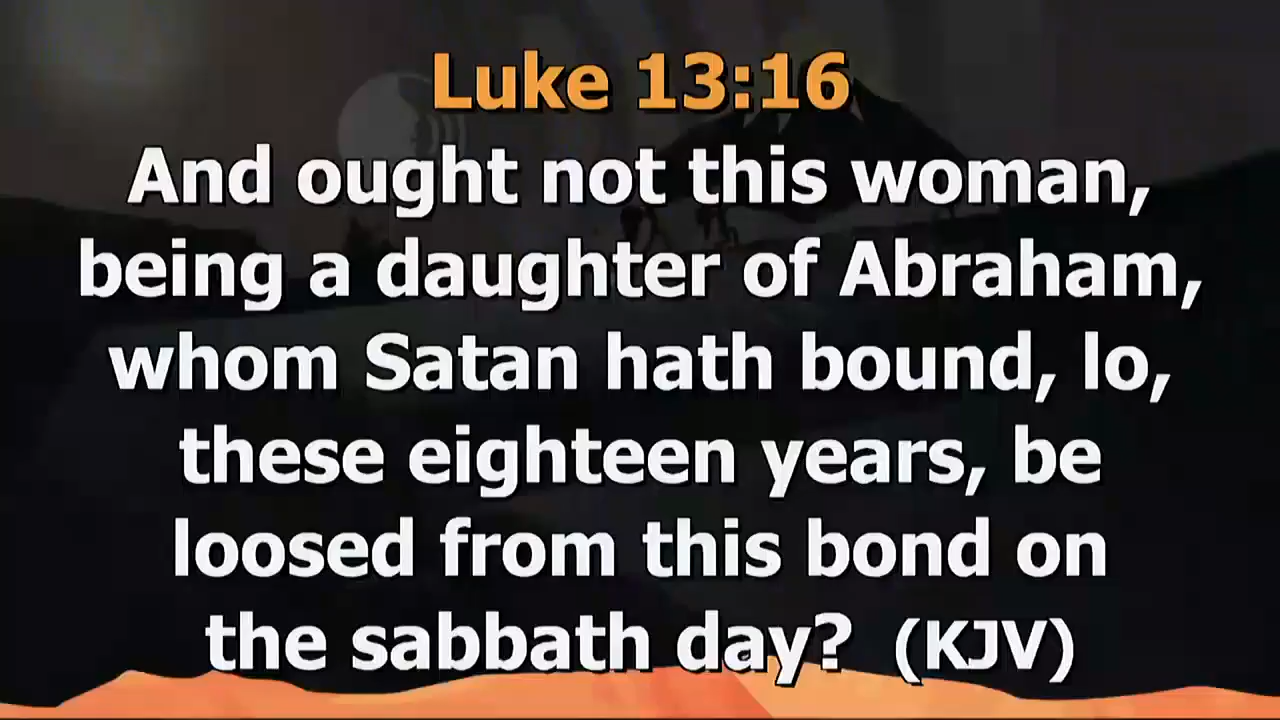 Luke 13:16
And ought not this woman,
being a daughter of Abraham,
whom Satan hath bound, lo,
these eighteen years, be
loosed from this bond on
the sabbath day? (KJV)